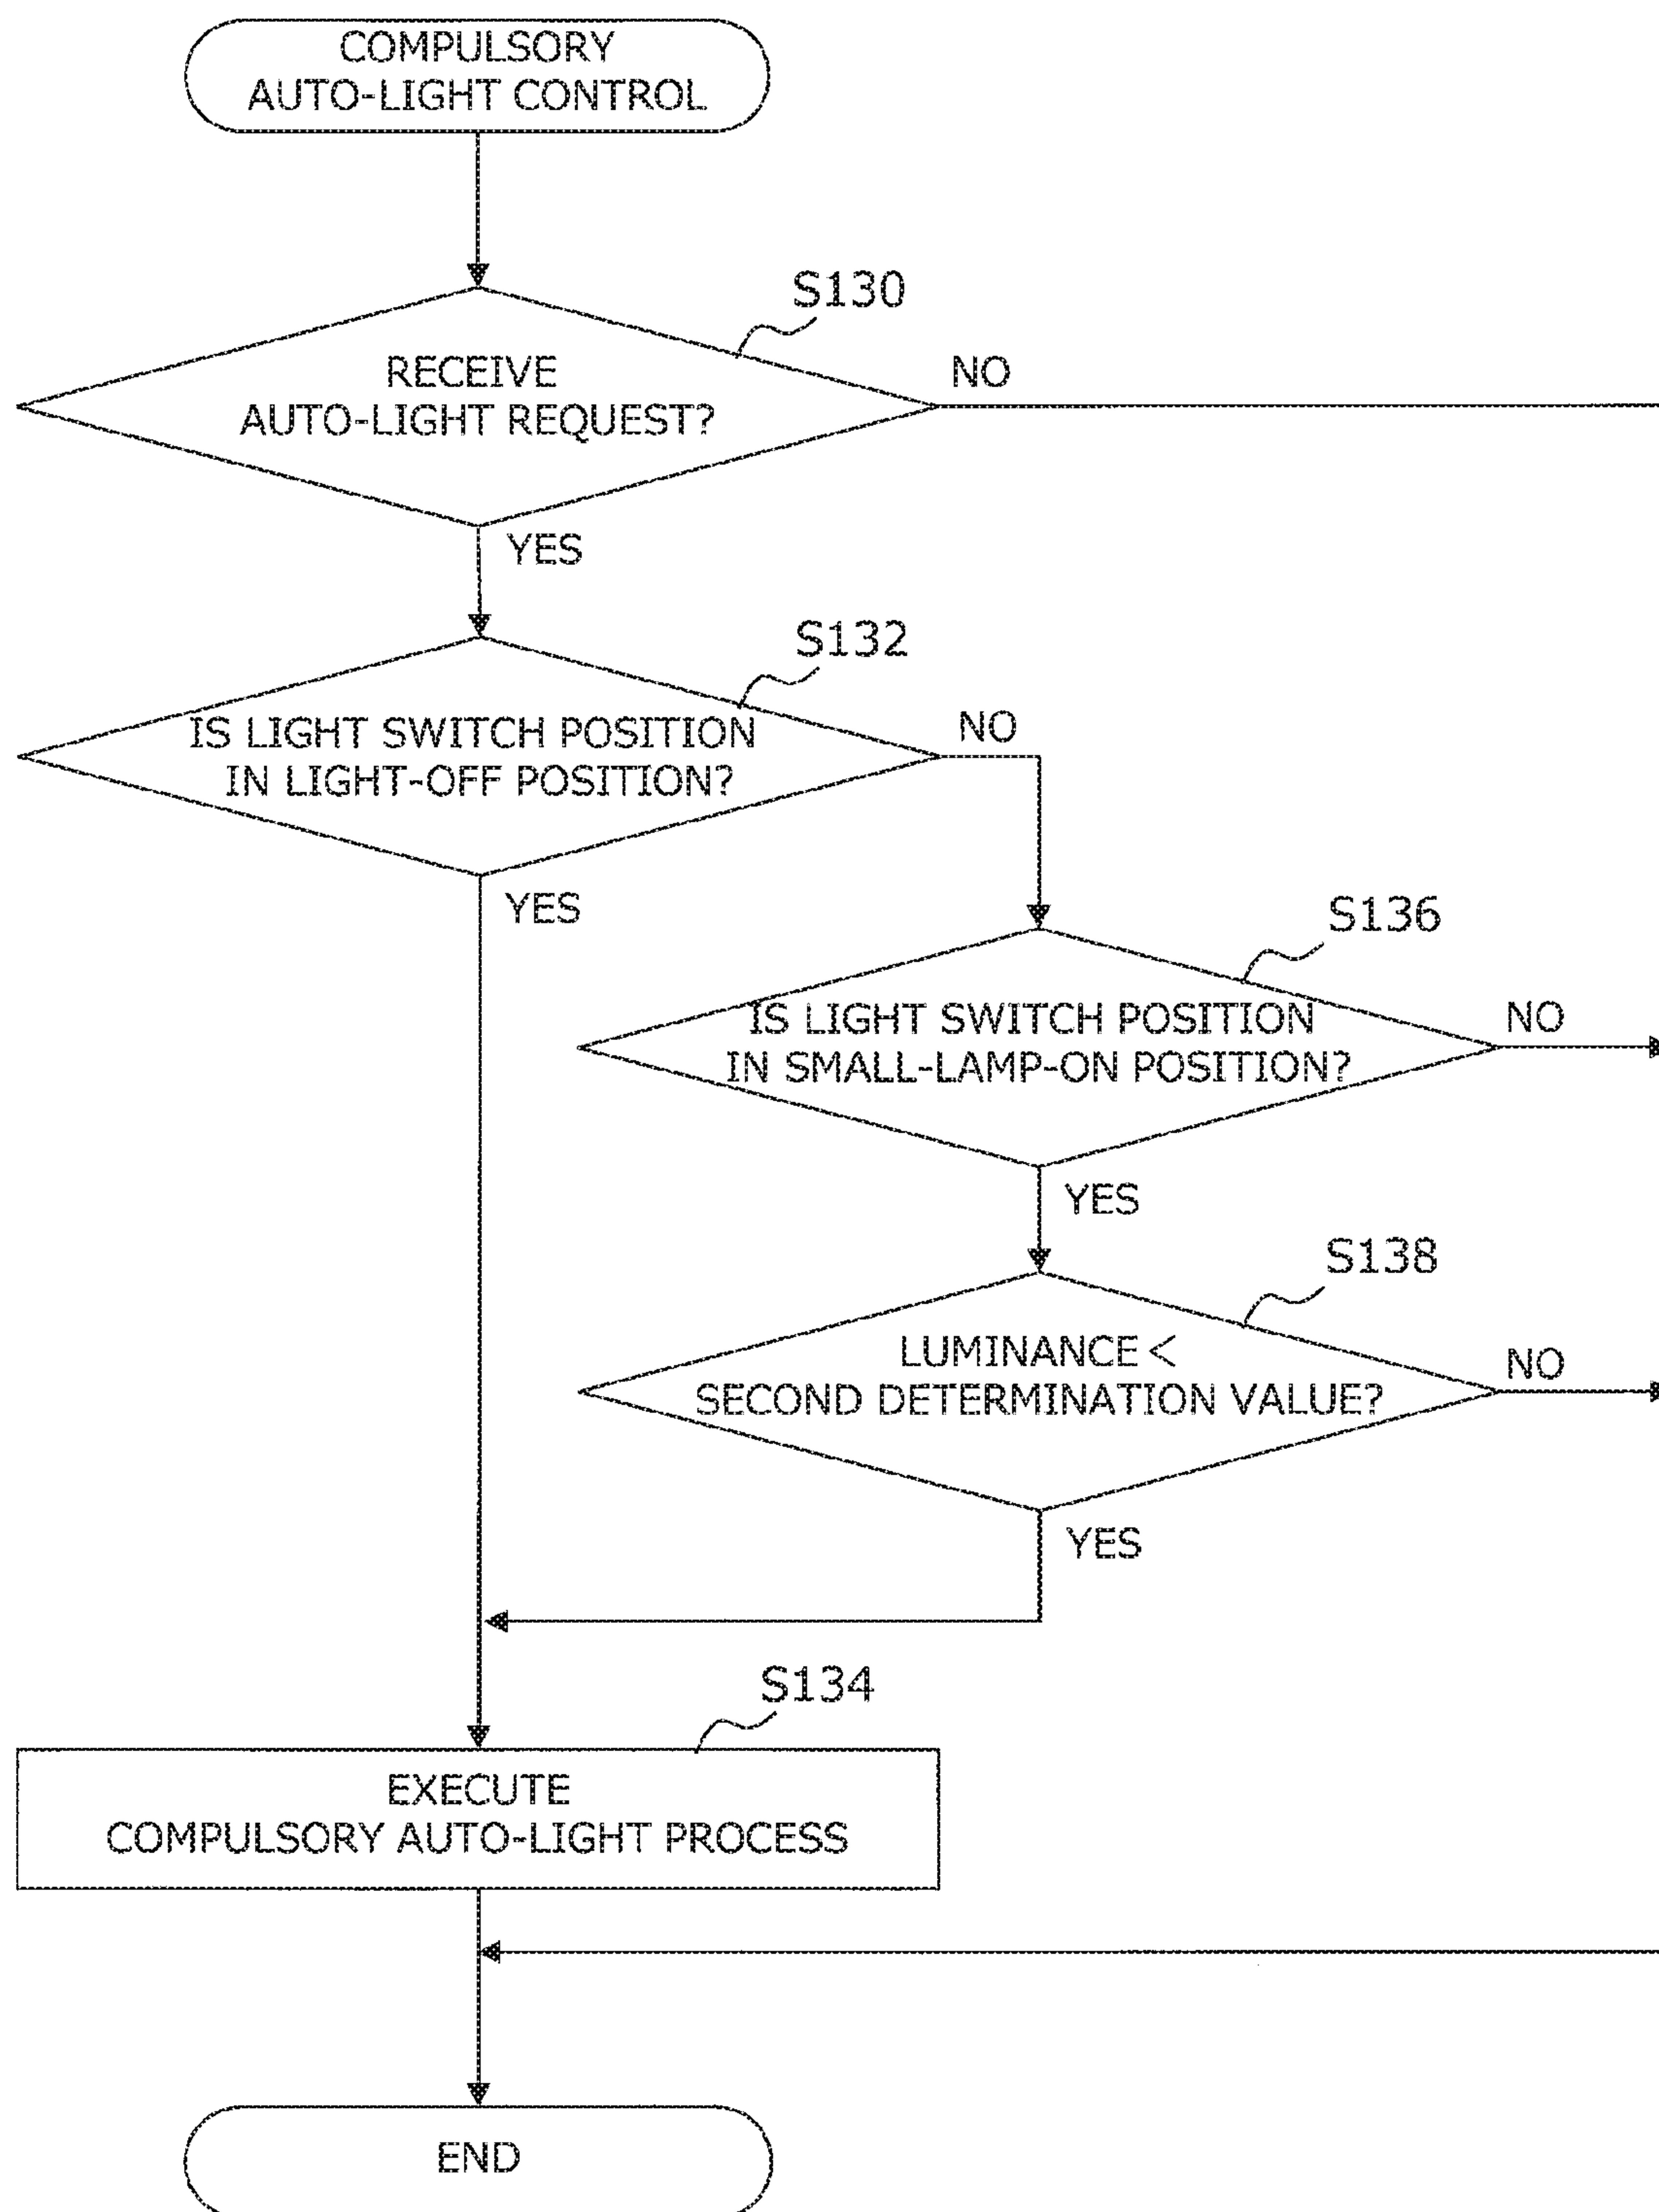 COMPULSORY
AUTO-LIGHT CONTROL
S130
RECEIVE
AUTO-LIGHT REQUEST?
NO
YES
S132
IS LIGHT SWITCH POSITION
IN LIGHT-OFF POSITION?
NO
YES
S136
IS LIGHT SWITCH POSITION
IN SMALL-LAMP-ON POSITION?
NO
YES
S138
LUMINANCE <
SECOND DETERMINATION VALUE?
NO
YES
S134
EXECUTE
COMPULSORY AUTO-LIGHT PROCESS
END